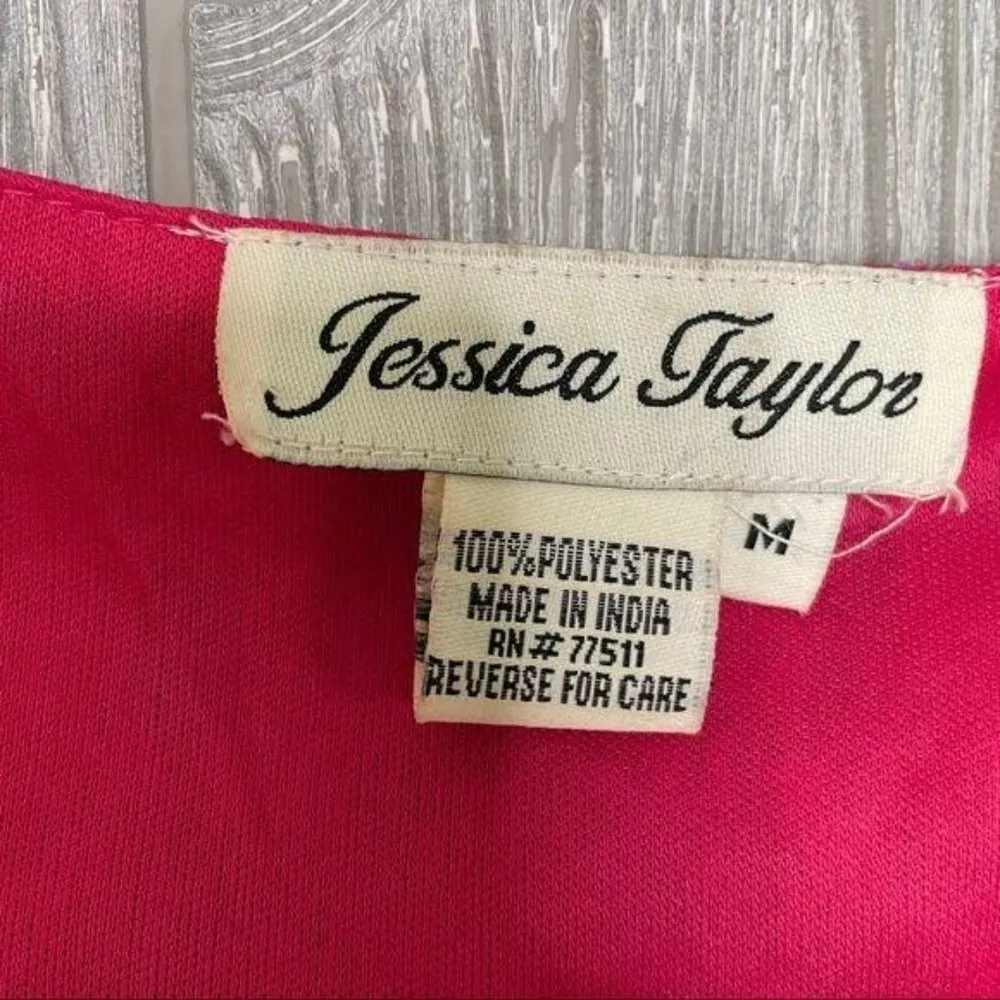 Jessica Taylor
M
100% POLYESTER
MADE IN INDIA
RN # 77511
REVERSE FOR CARE